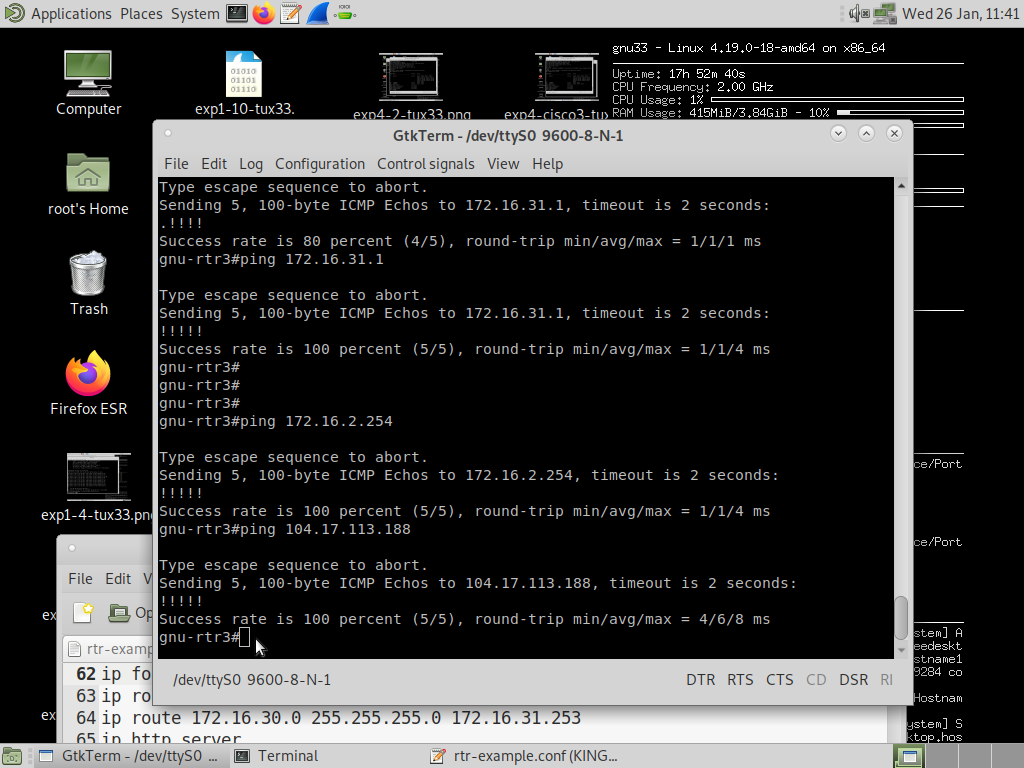 Applications Places System Wed 26 Jan, 11:41
gnu33 - Linux 4.19.0-18-amd64 on x86_64
Uptime: 17h 52m 40s
CPU Frequency: 2.00 GHz
CPU Usage: 1%
RAM Usage: 415MiB/3.84GiB - 10%
Computer
exp1-10-tux33.
exp4-2-tux33.png
exp4-cisco3-tux
root's Home
Trash
Firefox ESR
exp1-4-tux33.png
GtkTerm - /dev/ttyS0 9600-8-N-1
File Edit Log Configuration Control signals View Help
Type escape sequence to abort.
Sending 5, 100-byte ICMP Echos to 172.16.31.1, timeout is 2 seconds:
.!!!!
Success rate is 80 percent (4/5), round-trip min/avg/max = 1/1/1 ms
gnu-rtr3#ping 172.16.31.1
Type escape sequence to abort.
Sending 5, 100-byte ICMP Echos to 172.16.31.1, timeout is 2 seconds:
!!!!!
Success rate is 100 percent (5/5), round-trip min/avg/max = 1/1/4 ms
gnu-rtr3#
gnu-rtr3#
gnu-rtr3#
gnu-rtr3#ping 172.16.2.254
Type escape sequence to abort.
Sending 5, 100-byte ICMP Echos to 172.16.2.254, timeout is 2 seconds:
!!!!!
Success rate is 100 percent (5/5), round-trip min/avg/max = 1/1/4 ms
gnu-rtr3#ping 104.17.113.188
Type escape sequence to abort.
Sending 5, 100-byte ICMP Echos to 104.17.113.188, timeout is 2 seconds:
!!!!!
Success rate is 100 percent (5/5), round-trip min/avg/max = 4/6/8 ms
gnu-rtr3#
/dev/ttyS0 9600-8-N-1 DTR RTS CTS CD DSR RI
ce/Port
ce/Port
stem] A
eedeskt
stname1
9284 co
Hostnam
ystem] S
ktop.hos
File Edit V
Op
rtr-examp
62 ip fo
63 ip ro
64 ip route 172.16.30.0 255.255.255.0 172.16.31.253
65 ip http server
ex
ex
GtkTerm - /dev/ttyS0 ... Terminal rtr-example.conf (KING...